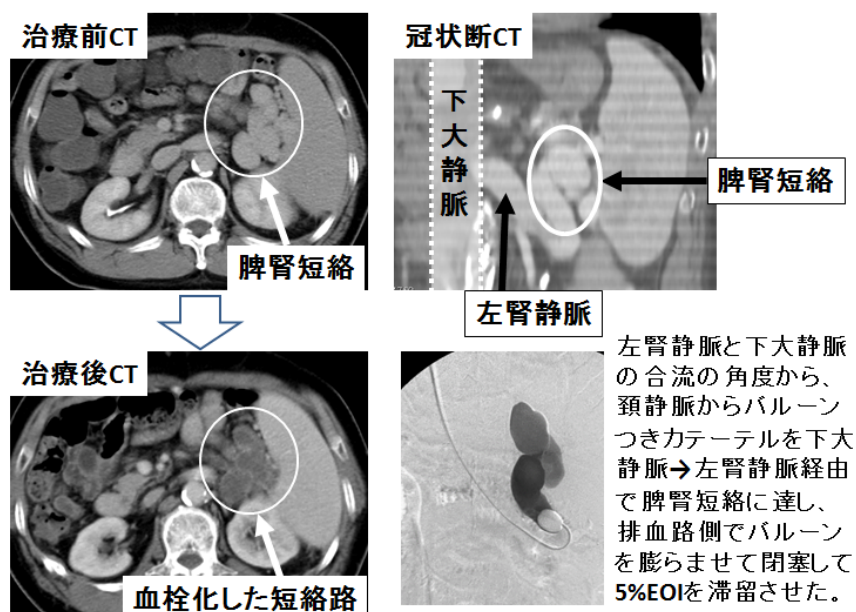 治療前CT
脾腎短絡
冠状断CT
下大静脈
脾腎短絡
左腎静脈
治療後CT
血栓化した短絡路
左腎静脈と下大静脈
の合流の角度から、
頚静脈からバルーン
つきカテーテルを下大
静脈→左腎静脈経由
で脾腎短絡に達し、
排血路側でバルーン
を膨らませて閉塞して
5%EOIを滞留させた。